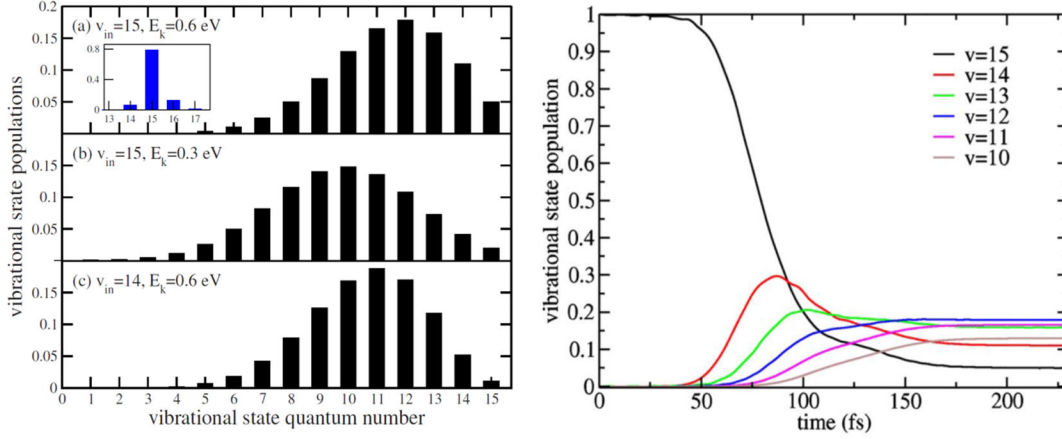 (a) v_in=15, E_k=0.6 eV
0.2
0.15
0.1
0.05
0.8
0.4
0
13 14 15 16 17
(b) v_in=15, E_k=0.3 eV
0.15
0.1
0.05
(c) v_in=14, E_k=0.6 eV
0.15
0.1
0.05
0
0 1 2 3 4 5 6 7 8 9 10 11 12 13 14 15
vibrational state quantum number
vibrational srate populations
1
0.9
0.8
0.7
0.6
0.5
0.4
0.3
0.2
0.1
0
vibrational state population
v=15
v=14
v=13
v=12
v=11
v=10
0 50 100 150 200
time (fs)